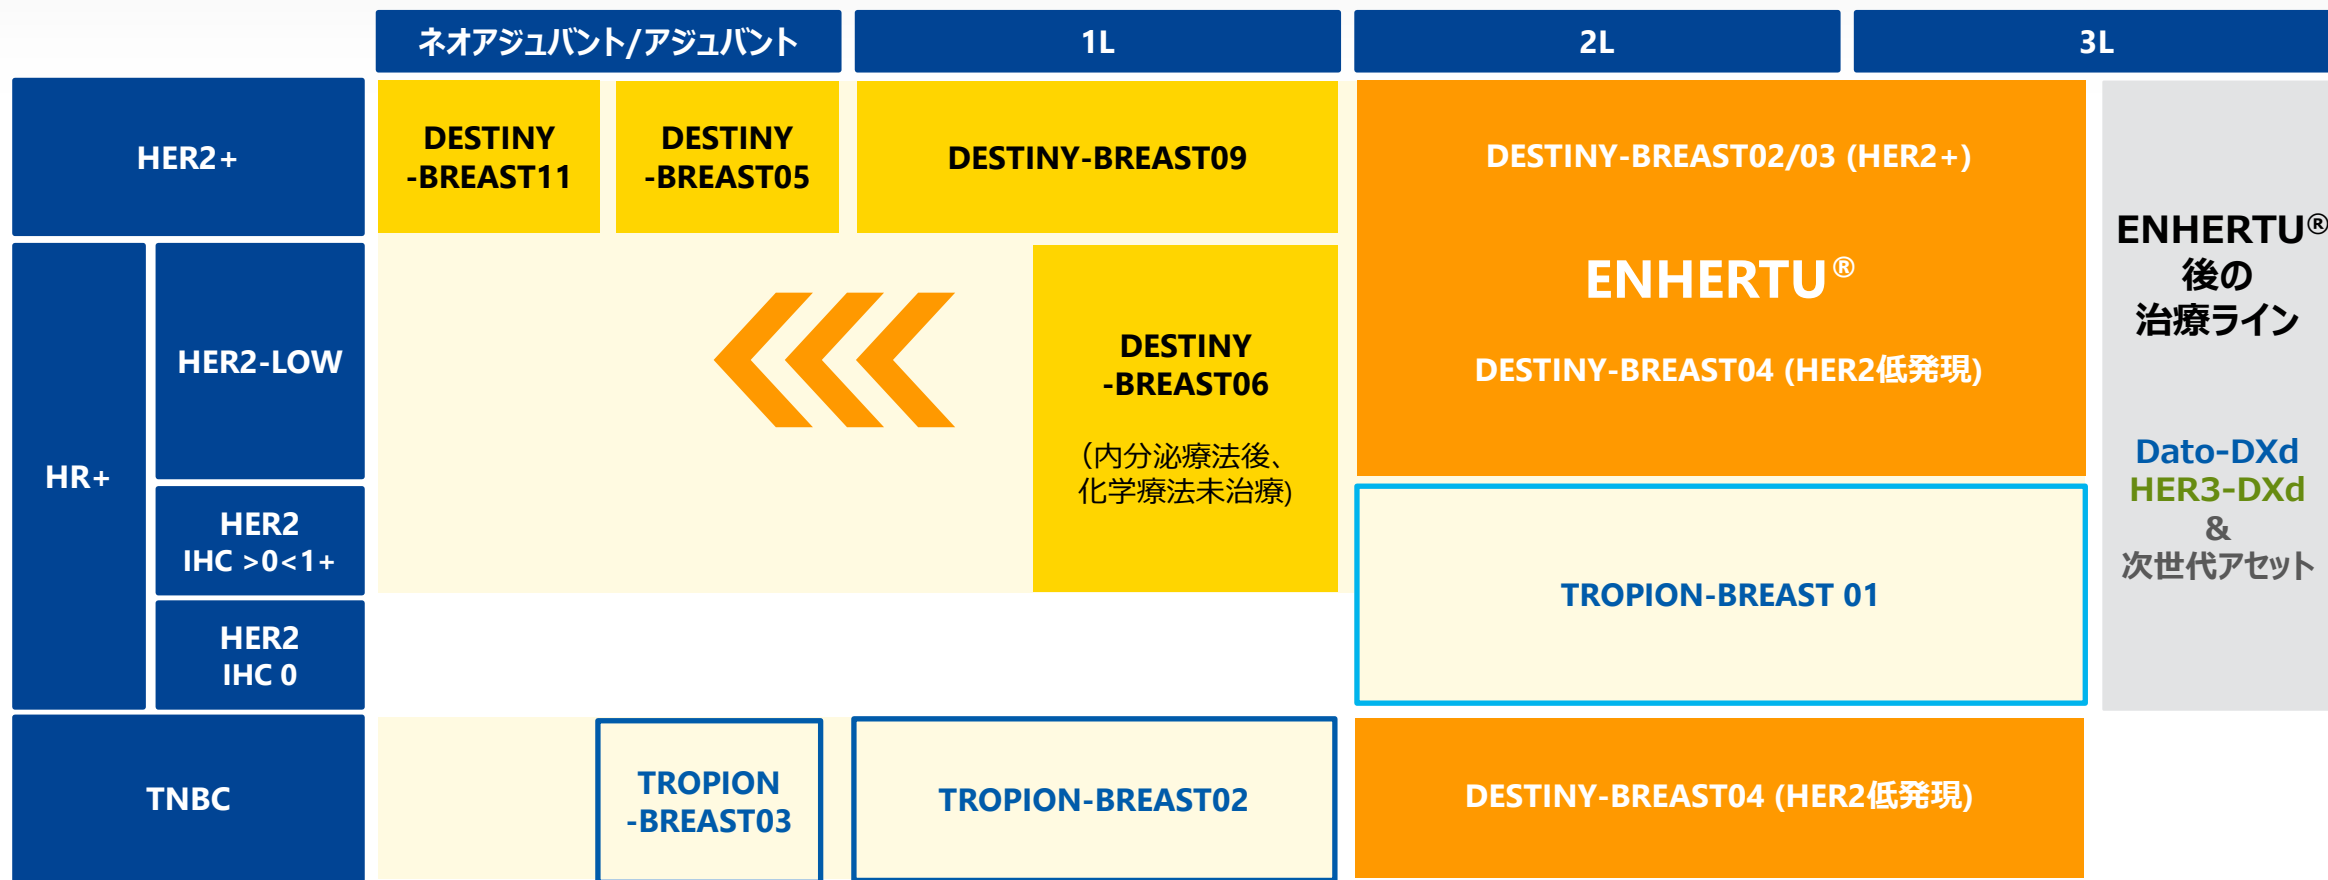 ネオアジュバント/アジュバント
1L
2L
3L
HER2+
DESTINY
-BREAST11
DESTINY
-BREAST05
DESTINY-BREAST09
DESTINY-BREAST02/03 (HER2+)
ENHERTU®
DESTINY-BREAST04 (HER2低発現)
ENHERTU®
後の
治療ライン
Dato-DXd
HER3-DXd
&
次世代アセット
HR+
HER2-LOW
DESTINY
-BREAST06
（内分泌療法後、
化学療法未治療)
HER2
IHC >0<1+
HER2
IHC 0
TROPION-BREAST 01
TNBC
TROPION
-BREAST03
TROPION-BREAST02
DESTINY-BREAST04 (HER2低発現)